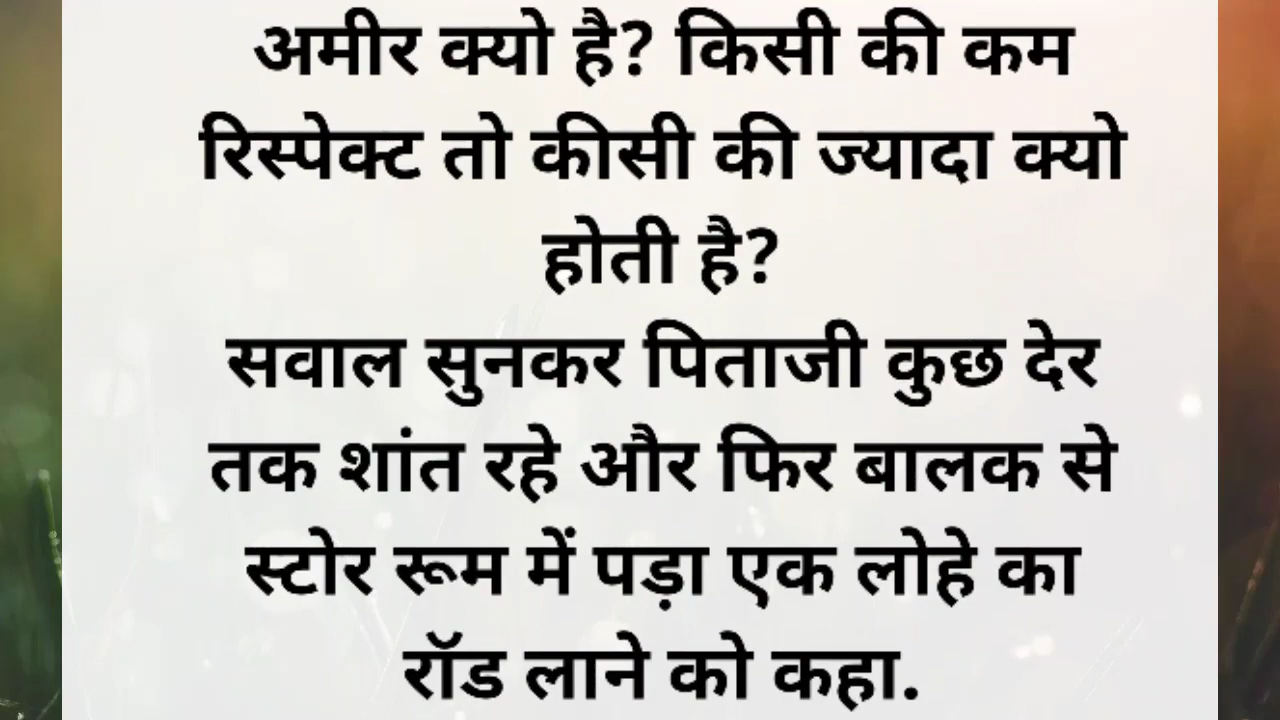 अमीर क्यो है? किसी की कम
रिस्पेक्ट तो कीसी की ज्यादा क्यो
होती है?
सवाल सुनकर पिताजी कुछ देर
तक शांत रहे और फिर बालक से
स्टोर रूम में पड़ा एक लोहे का
रॉड लाने को कहा.